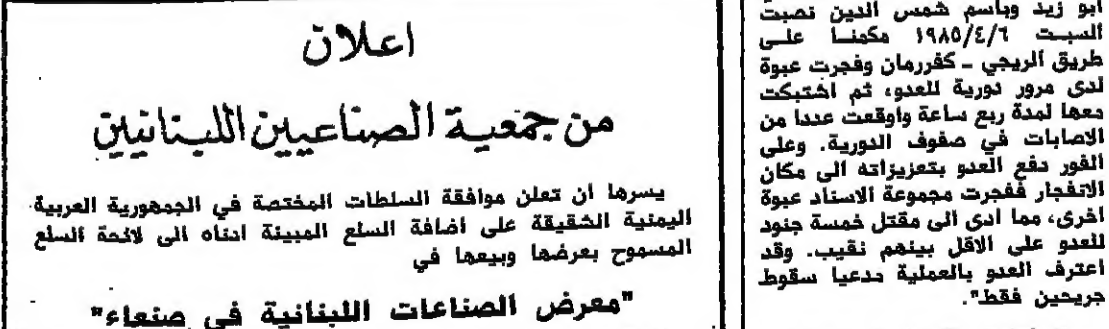 اعلان
من جمعية الصناعيين اللبنانيين
يسرها ان تعلن موافقة السلطات المختصة في الجمهورية العربية
اليمنية الشقيقة على أضافة السلع المبينة ادناه الى لائحة السلع
المسموح بعرضها وبيعها في
"معرض الصناعات اللبنانية في صنعاء"
ابو زيد وباسم شمس الدين نصبت
السبت ١٩٨٥/٤/٦ مكمنا على
طريق الريجي - كفررمان وفجرت عبوة
لدى مرور دورية للعدو، ثم اشتبكت
معها لمدة ربع ساعة واوقعت عددا من
الاصابات في صفوف الدورية. وعلى
الفور دفع العدو بتعزيزاته الى مكان
الانفجار ففجرت مجموعة الاسناد عبوة
اخرى، مما ادى الى مقتل خمسة جنود
للعدو على الاقل بينهم نقيب. وقد
اعترف العدو بالعملية مدعيا سقوط
جريحين فقط".